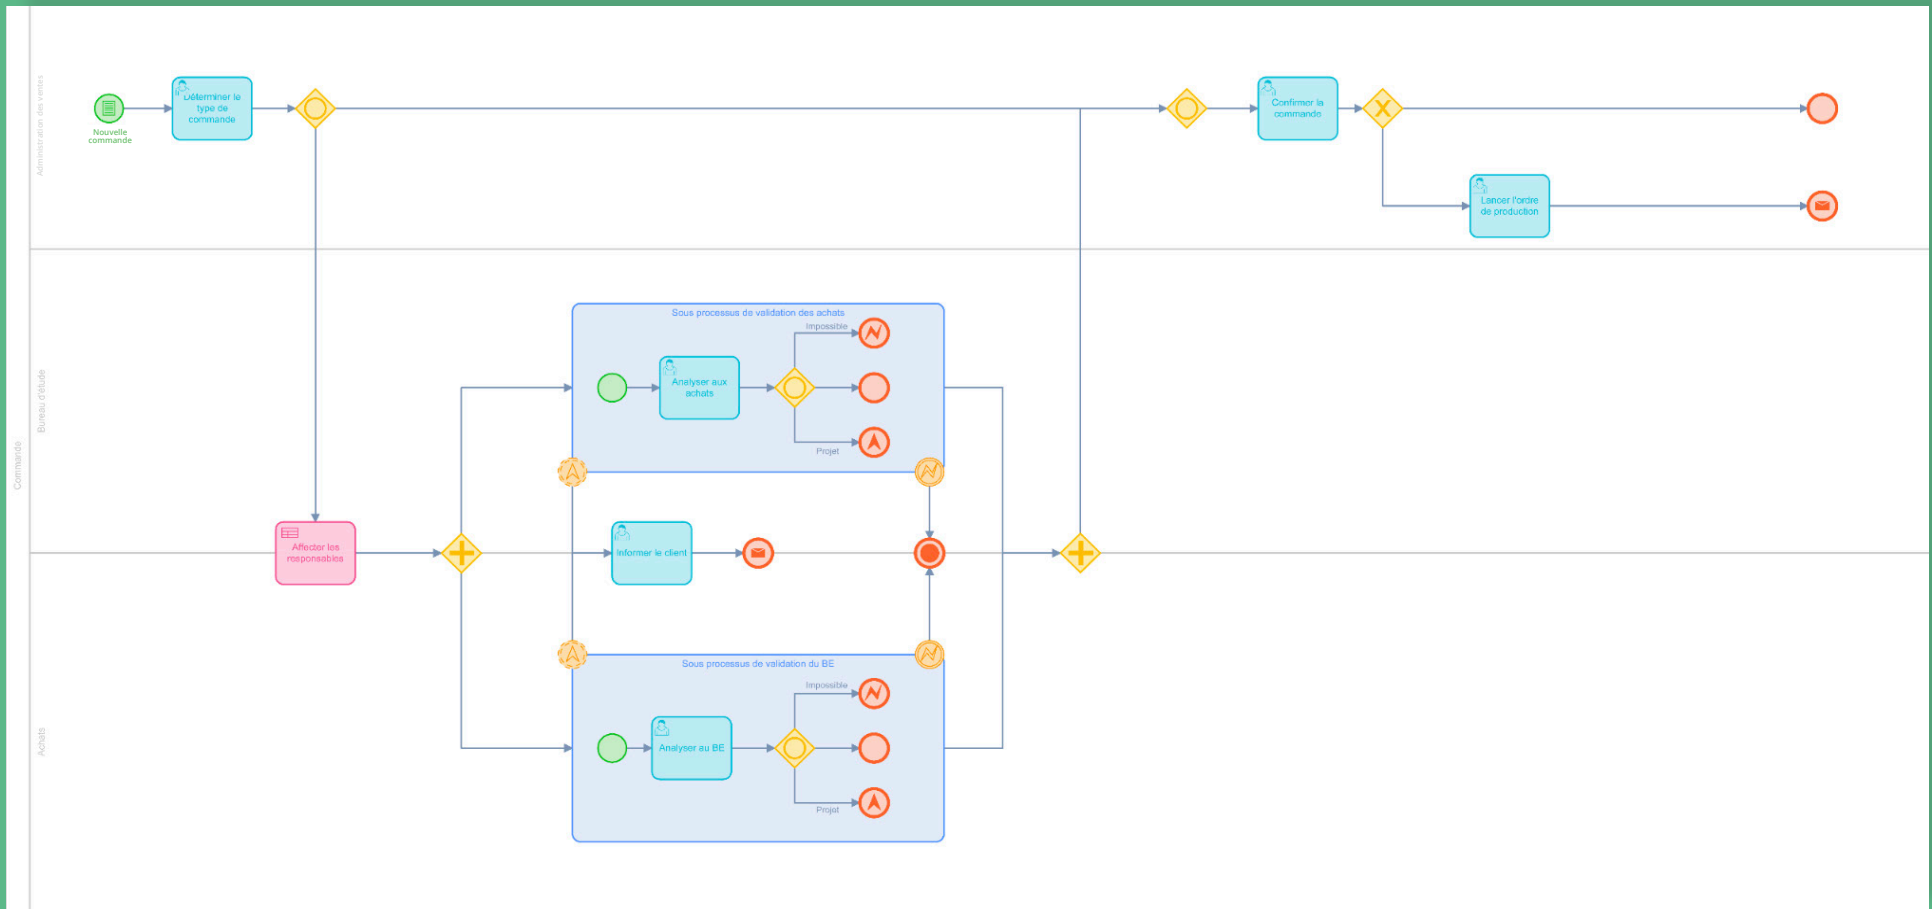 Commande
Administration des ventes
Nouvelle
commande
Déterminer le
type de
commande
Confirmer la
commande
Lancer l'ordre
de production
Bureau d'étude
Sous processus de validation des achats
Impossible
Analyser aux
achats
Projet
Affecter les
responsables
Informer le client
Achats
Sous processus de validation du BE
Impossible
Analyser au BE
Projet